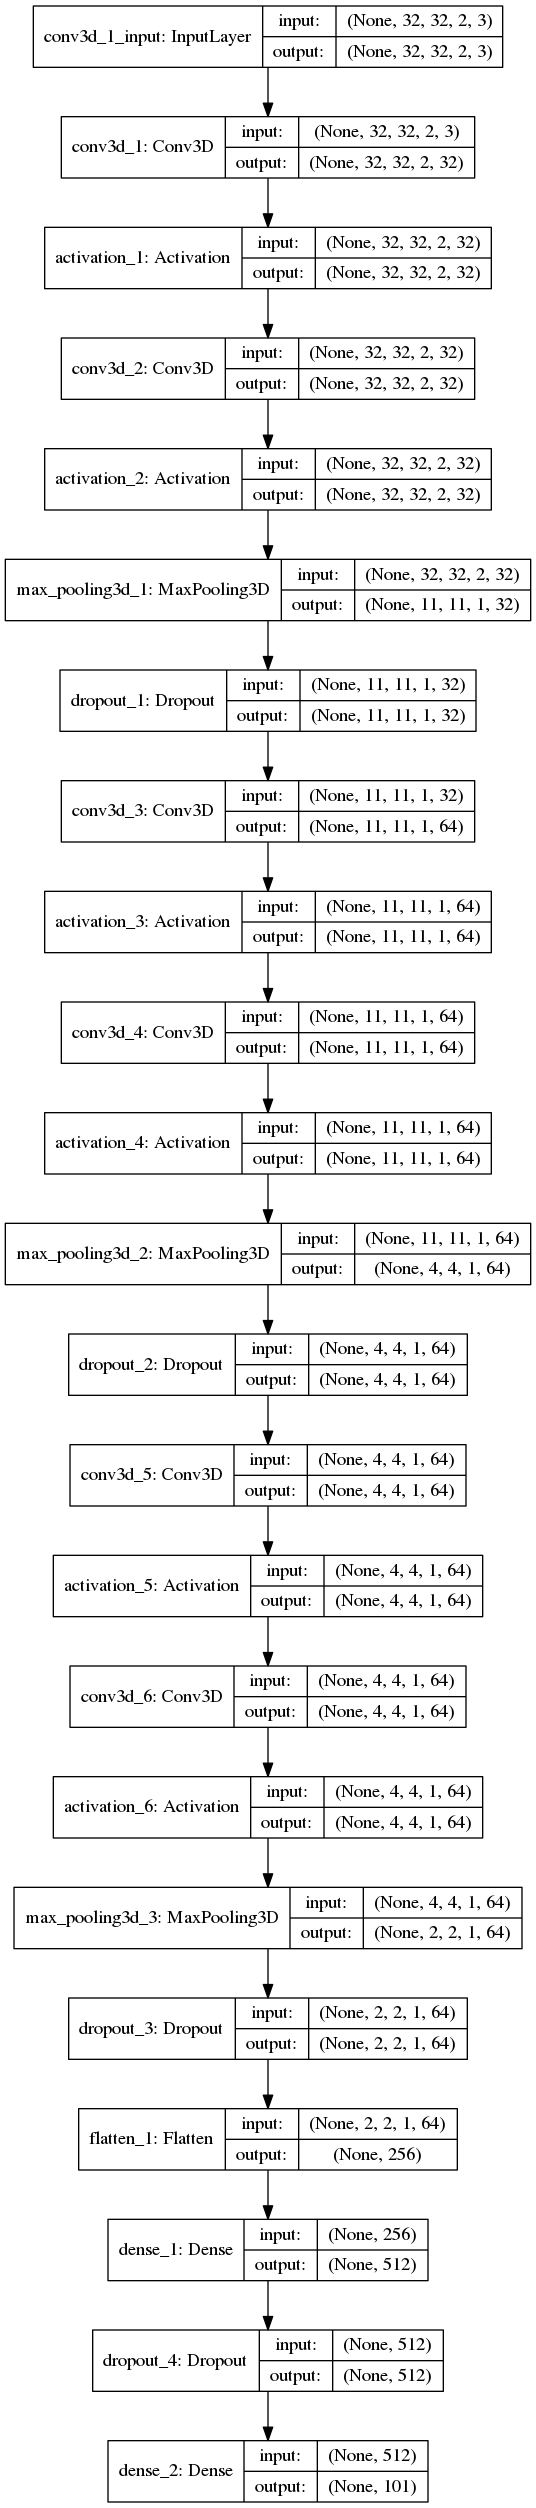 conv3d_1_input: InputLayer
input: (None, 32, 32, 2, 3)
output: (None, 32, 32, 2, 3)
conv3d_1: Conv3D
input: (None, 32, 32, 2, 3)
output: (None, 32, 32, 2, 32)
activation_1: Activation
input: (None, 32, 32, 2, 32)
output: (None, 32, 32, 2, 32)
conv3d_2: Conv3D
input: (None, 32, 32, 2, 32)
output: (None, 32, 32, 2, 32)
activation_2: Activation
input: (None, 32, 32, 2, 32)
output: (None, 32, 32, 2, 32)
max_pooling3d_1: MaxPooling3D
input: (None, 32, 32, 2, 32)
output: (None, 11, 11, 1, 32)
dropout_1: Dropout
input: (None, 11, 11, 1, 32)
output: (None, 11, 11, 1, 32)
conv3d_3: Conv3D
input: (None, 11, 11, 1, 32)
output: (None, 11, 11, 1, 64)
activation_3: Activation
input: (None, 11, 11, 1, 64)
output: (None, 11, 11, 1, 64)
conv3d_4: Conv3D
input: (None, 11, 11, 1, 64)
output: (None, 11, 11, 1, 64)
activation_4: Activation
input: (None, 11, 11, 1, 64)
output: (None, 11, 11, 1, 64)
max_pooling3d_2: MaxPooling3D
input: (None, 11, 11, 1, 64)
output: (None, 4, 4, 1, 64)
dropout_2: Dropout
input: (None, 4, 4, 1, 64)
output: (None, 4, 4, 1, 64)
conv3d_5: Conv3D
input: (None, 4, 4, 1, 64)
output: (None, 4, 4, 1, 64)
activation_5: Activation
input: (None, 4, 4, 1, 64)
output: (None, 4, 4, 1, 64)
conv3d_6: Conv3D
input: (None, 4, 4, 1, 64)
output: (None, 4, 4, 1, 64)
activation_6: Activation
input: (None, 4, 4, 1, 64)
output: (None, 4, 4, 1, 64)
max_pooling3d_3: MaxPooling3D
input: (None, 4, 4, 1, 64)
output: (None, 2, 2, 1, 64)
dropout_3: Dropout
input: (None, 2, 2, 1, 64)
output: (None, 2, 2, 1, 64)
flatten_1: Flatten
input: (None, 2, 2, 1, 64)
output: (None, 256)
dense_1: Dense
input: (None, 256)
output: (None, 512)
dropout_4: Dropout
input: (None, 512)
output: (None, 512)
dense_2: Dense
input: (None, 512)
output: (None, 101)